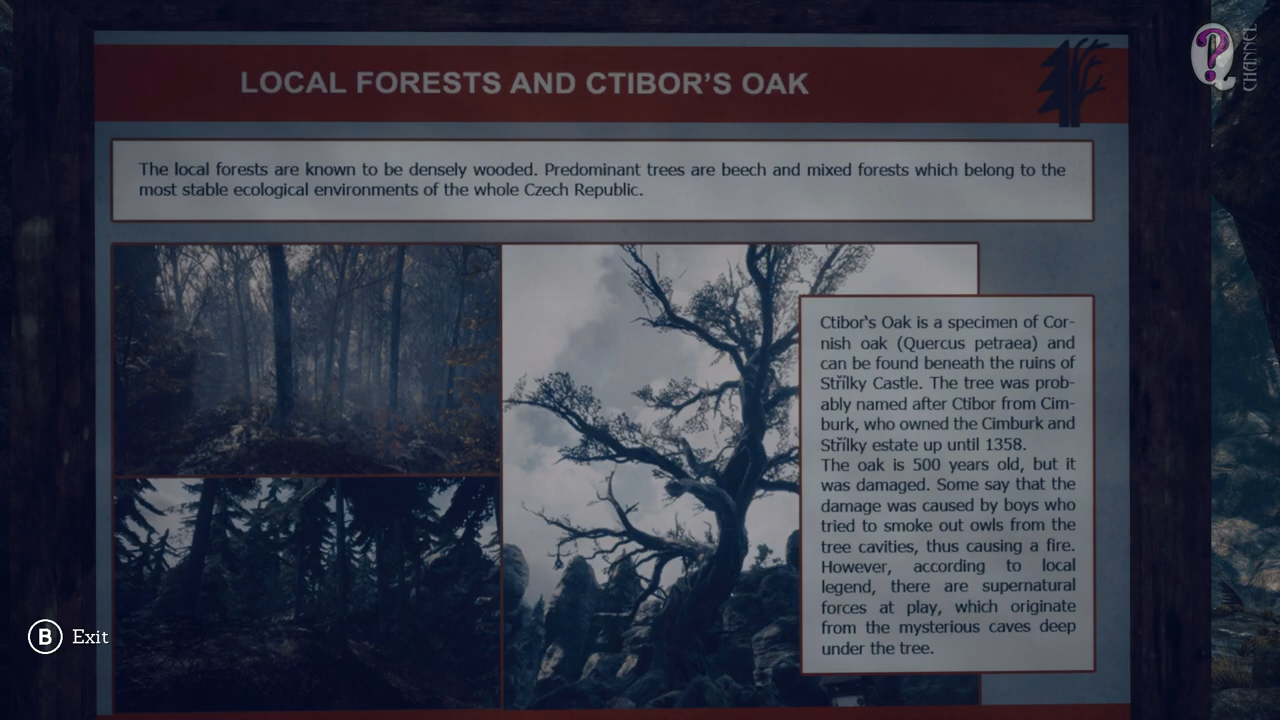 LOCAL FORESTS AND CTIBOR'S OAK
The local forests are known to be densely wooded. Predominant trees are beech and mixed forests which belong to the
most stable ecological environments of the whole Czech Republic.
Ctibor's Oak is a specimen of Cor-
nish oak (Quercus petraea) and
can be found beneath the ruins of
Střílky Castle. The tree was prob-
ably named after Ctibor from Cim-
burk, who owned the Cimburk and
Střílky estate up until 1358.
The oak is 500 years old, but it
was damaged. Some say that the
damage was caused by boys who
tried to smoke out owls from the
tree cavities, thus causing a fire.
However, according to local
legend, there are supernatural
forces at play, which originate
from the mysterious caves deep
under the tree.
B Exit
? CHANNEL